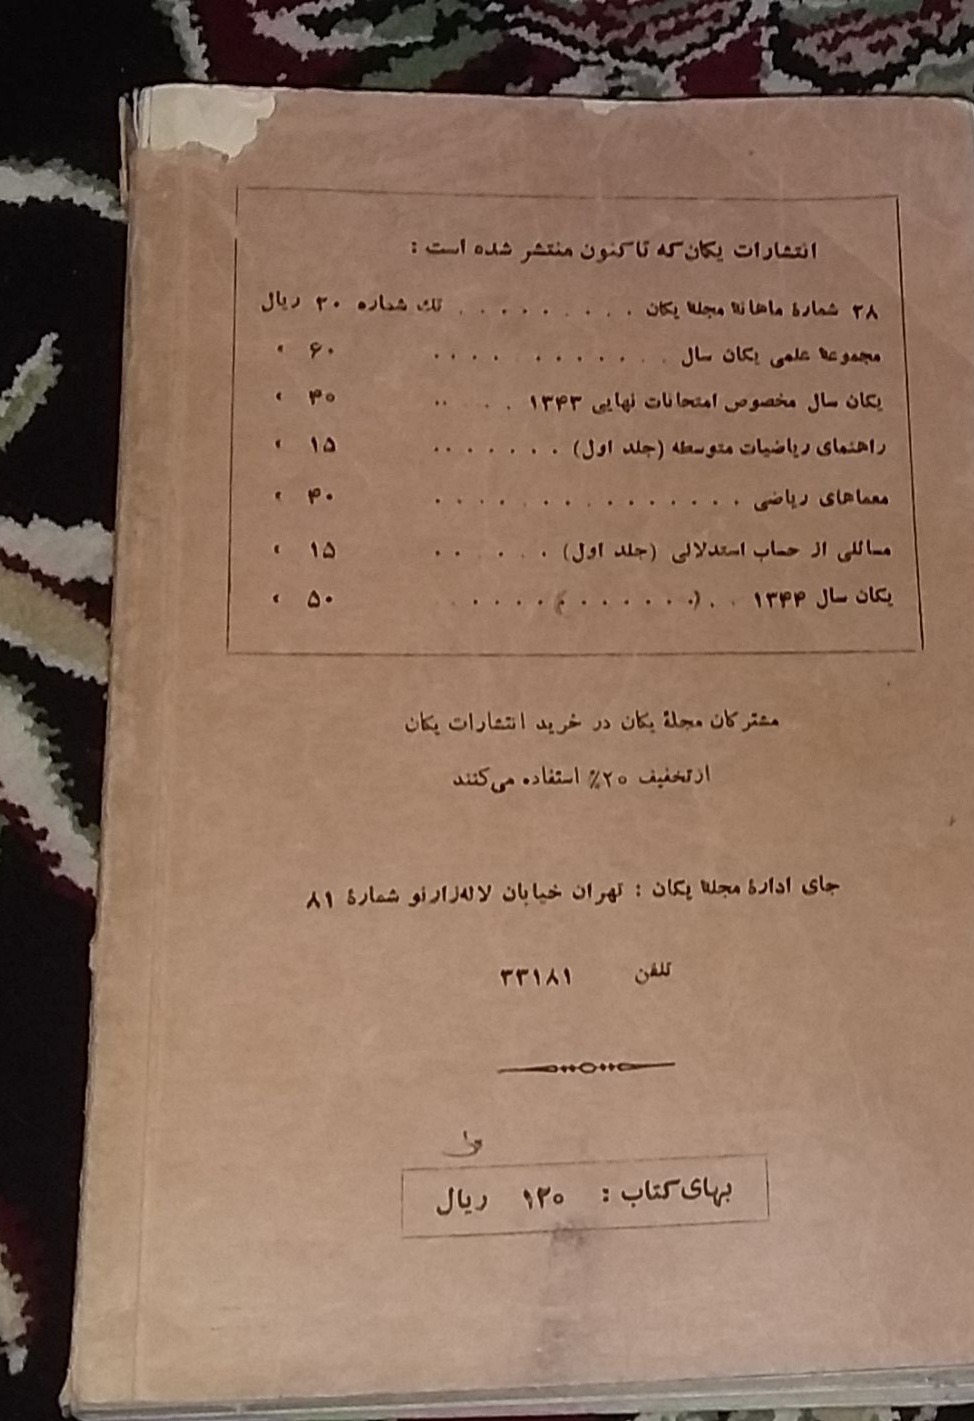 انتشارات یکان که تاکنون منتشر شده است :
۲۸ شمارهٔ ماهانهٔ مجلهٔ یکان . . . . . . . . . تك شماره ۲۰ ریال
مجموعهٔ علمی یکان سال . . . . . . . . . . . ۶۰ »
یکان سال مخصوص امتحانات نهایی ۱۳۴۳ . . . . . ۴۰ »
راهنمای ریاضیات متوسطه (جلد اول) . . . . . . . ۱۵ »
معماهای ریاضی . . . . . . . . . . . . . . . ۴۰ »
مسائلی از حساب استدلالی (جلد اول) . . . . . . ۱۵ »
یکان سال ۱۳۴۴ . . (. . . . . . . . . . . ۵۰ »
مشترکان مجلهٔ یکان در خرید انتشارات یکان
از تخفیف ۲۰٪ استفاده می‌کنند
جای ادارهٔ مجلهٔ یکان : تهران خیابان لاله‌زار نو شمارهٔ ۸۱
تلفن ۳۳۱۸۱
بهای کتاب : ۱۲۰ ریال